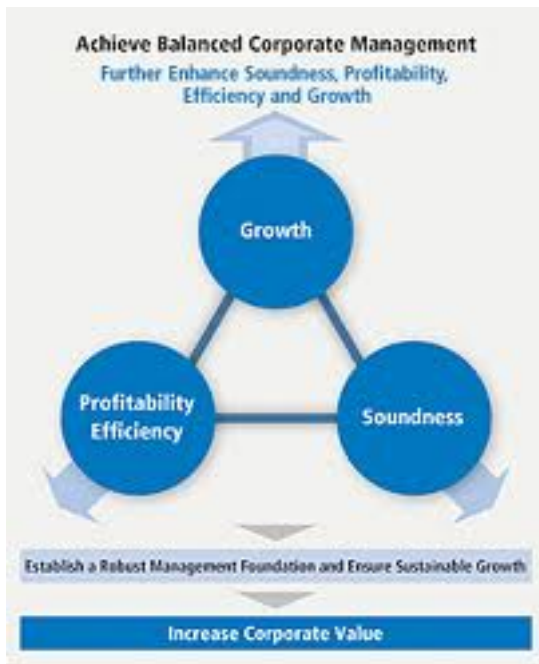 Achieve Balanced Corporate Management
Further Enhance Soundness, Profitability,
Efficiency and Growth
Growth
Profitability
Efficiency
Soundness
Establish a Robust Management Foundation and Ensure Sustainable Growth
Increase Corporate Value